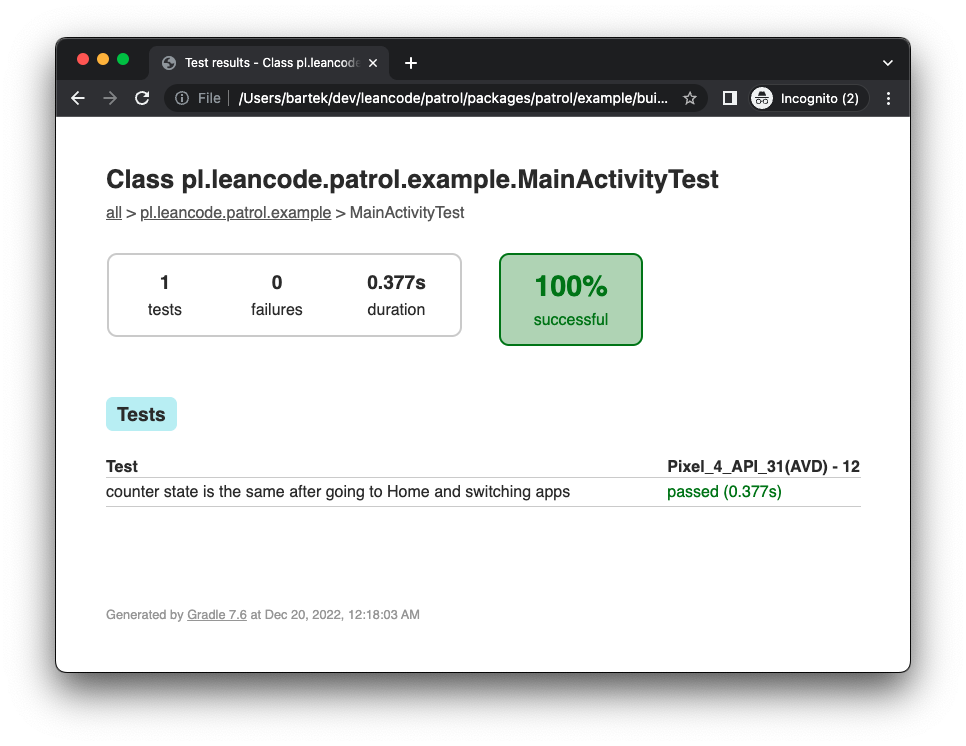 Test results - Class pl.leancode
File /Users/bartek/dev/leancode/patrol/packages/patrol/example/bui... Incognito (2)
Class pl.leancode.patrol.example.MainActivityTest
all > pl.leancode.patrol.example > MainActivityTest
1 0 0.377s
tests failures duration
100%
successful
Tests
Test Pixel_4_API_31(AVD) - 12
counter state is the same after going to Home and switching apps passed (0.377s)
Generated by Gradle 7.6 at Dec 20, 2022, 12:18:03 AM